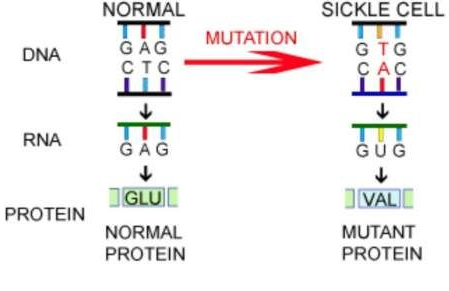 NORMAL
SICKLE CELL
MUTATION
DNA
G A G
G T G
C T C
C A C
RNA
G A G
G U G
PROTEIN
GLU
VAL
NORMAL
PROTEIN
MUTANT
PROTEIN